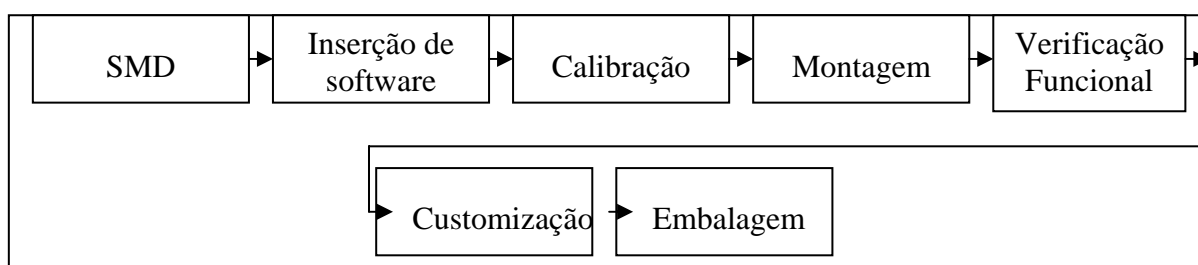 SMD
Inserção de
software
Calibração
Montagem
Verificação
Funcional
Customização
Embalagem